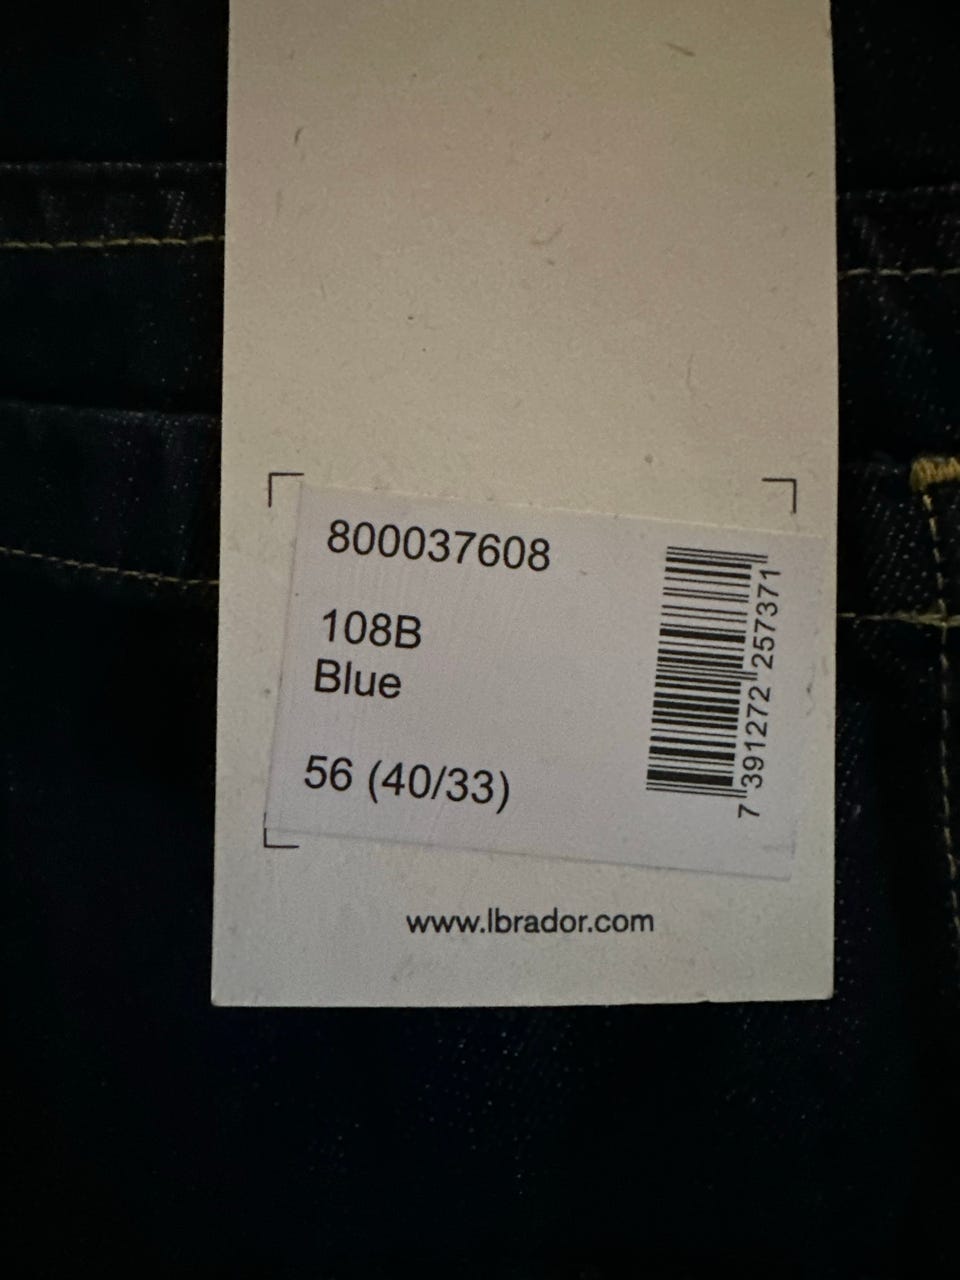 800037608
108B
Blue
56 (40/33)
7 391272 257371
www.lbrador.com